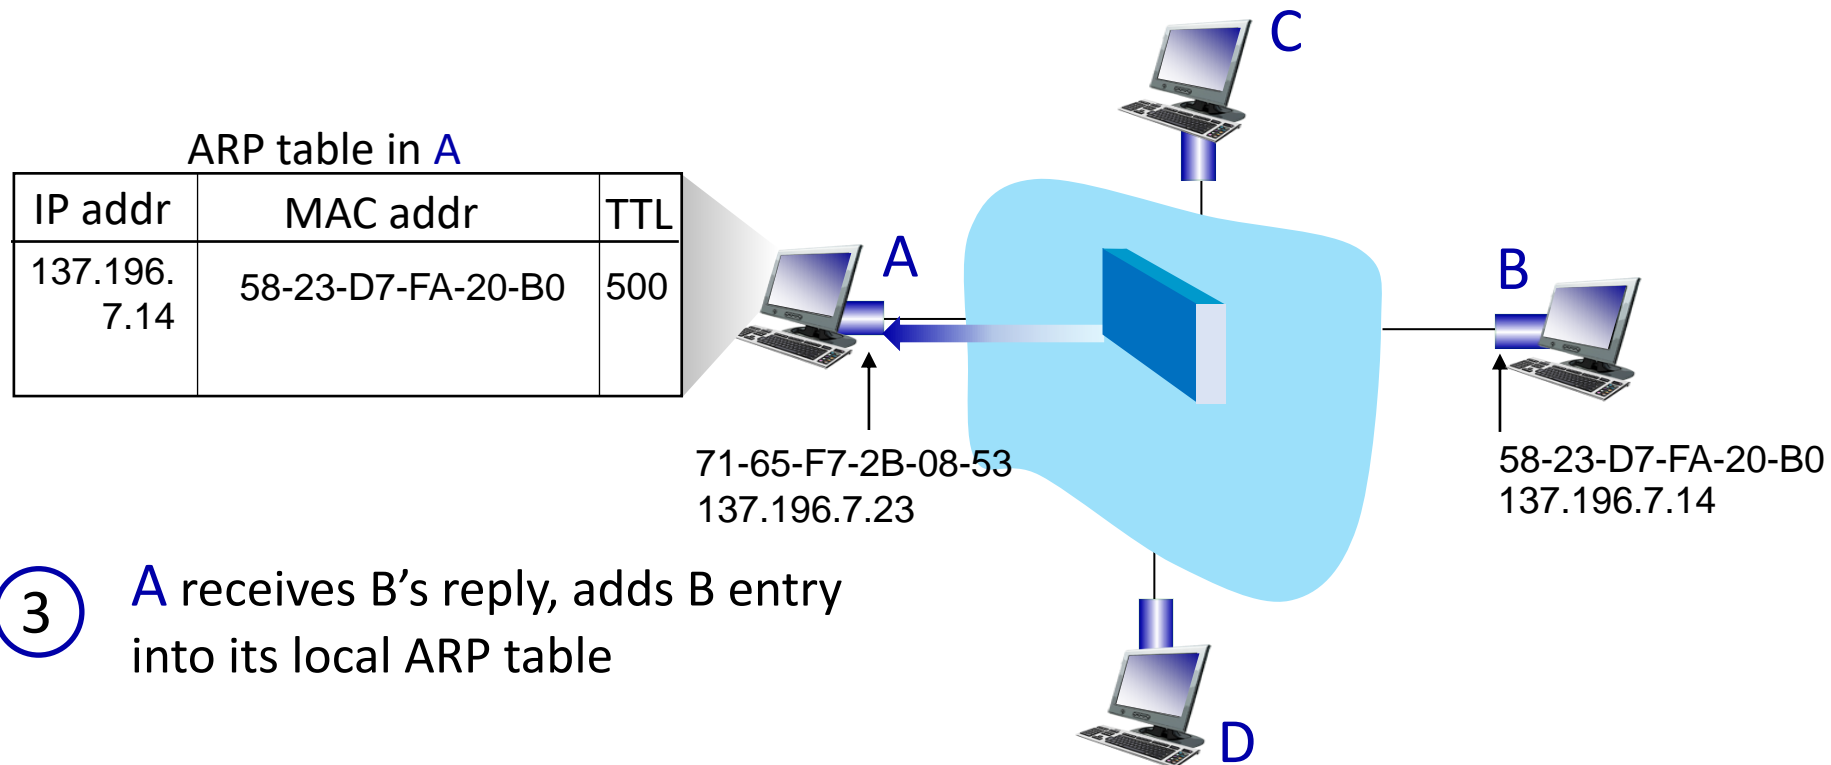 C
ARP table in A
IP addr MAC addr TTL
137.196. 58-23-D7-FA-20-B0 500
7.14
A
B
71-65-F7-2B-08-53
137.196.7.23
58-23-D7-FA-20-B0
137.196.7.14
3 A receives B’s reply, adds B entry
into its local ARP table
D